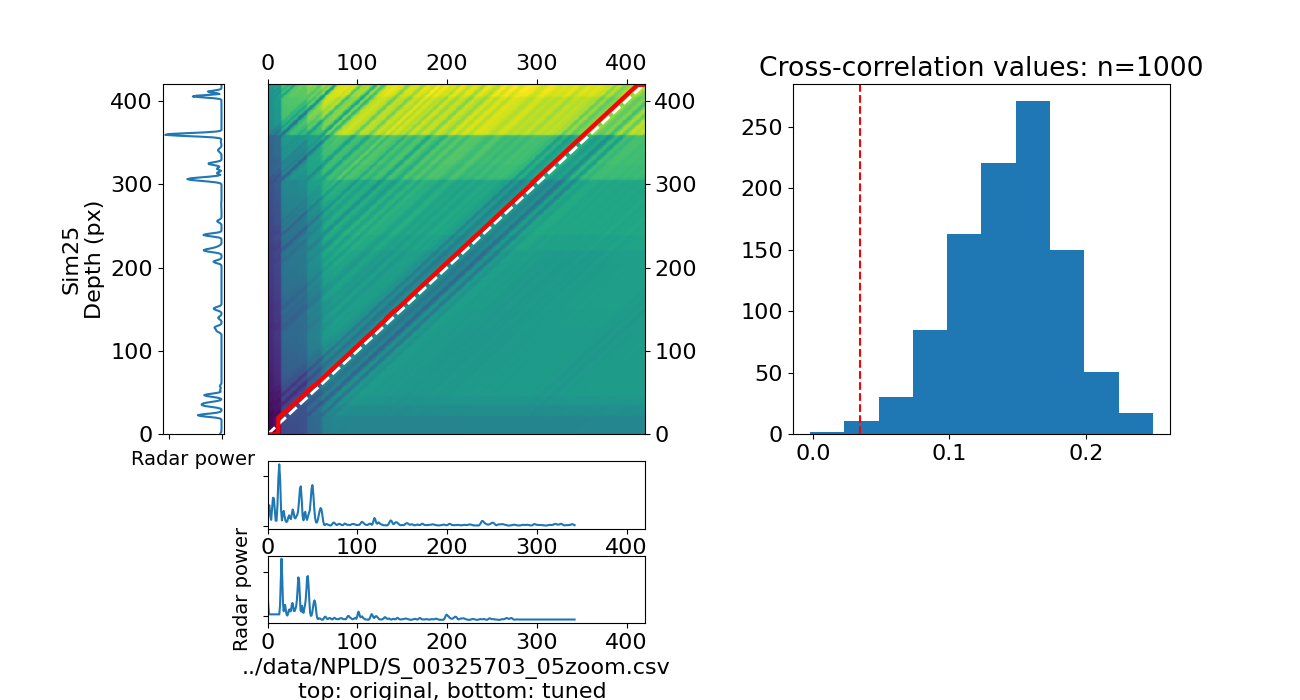 0 100 200 300 400
Cross-correlation values: n=1000
400
300
200
100
0
Sim25
Depth (px)
400
300
200
100
0
250
200
150
100
50
0
0.0 0.1 0.2
Radar power
0 100 200 300 400
Radar power
0 100 200 300 400
../data/NPLD/S_00325703_05zoom.csv
top: original, bottom: tuned